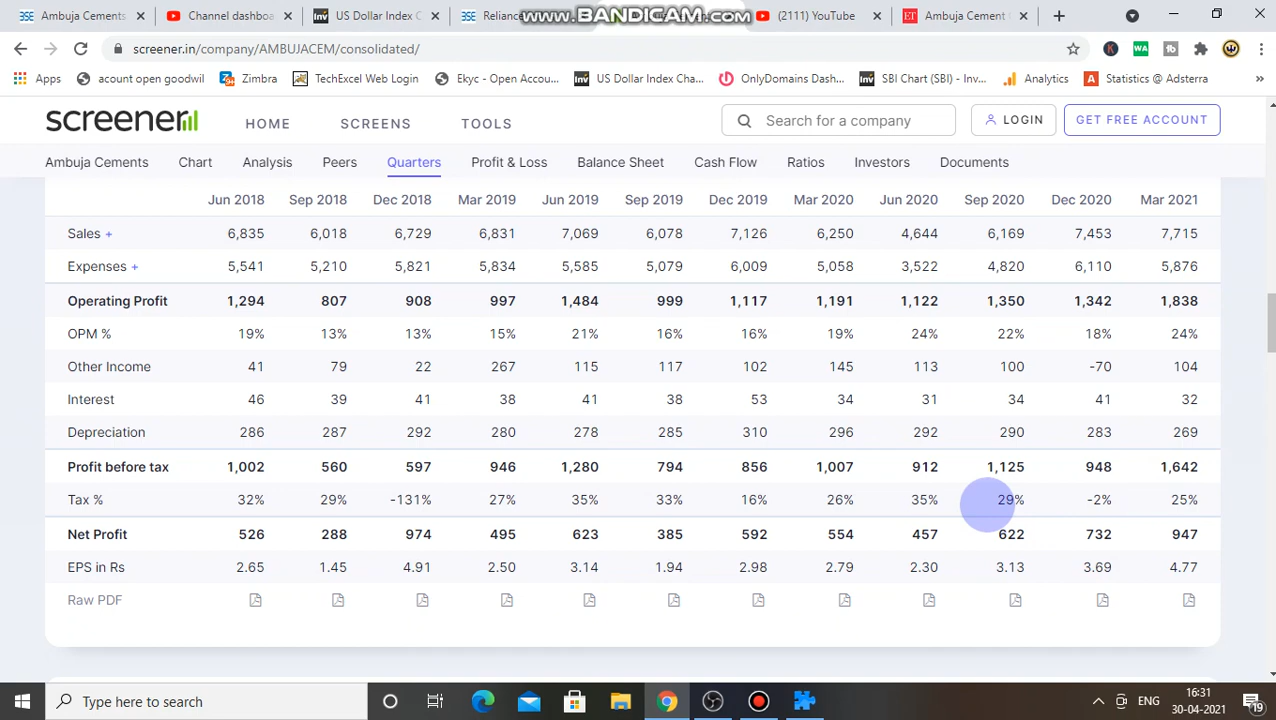 Ambuja Cements
Channel dashbo
US Dollar Index C
Relianc
www.BANDICAM.com
(2111) YouTube
Ambuja Cement
screener.in/company/AMBUJACEM/consolidated/
Apps
acount open goodwil
Zimbra
TechExcel Web Login
Ekyc - Open Accou...
US Dollar Index Cha...
OnlyDomains Dash...
SBI Chart (SBI) - Inv...
Analytics
Statistics @ Adsterra
»
screener
HOME
SCREENS
TOOLS
Search for a company
LOGIN
GET FREE ACCOUNT
Ambuja Cements
Chart
Analysis
Peers
Quarters
Profit & Loss
Balance Sheet
Cash Flow
Ratios
Investors
Documents
Jun 2018 Sep 2018 Dec 2018 Mar 2019 Jun 2019 Sep 2019 Dec 2019 Mar 2020 Jun 2020 Sep 2020 Dec 2020 Mar 2021
Sales + 6,835 6,018 6,729 6,831 7,069 6,078 7,126 6,250 4,644 6,169 7,453 7,715
Expenses + 5,541 5,210 5,821 5,834 5,585 5,079 6,009 5,058 3,522 4,820 6,110 5,876
Operating Profit 1,294 807 908 997 1,484 999 1,117 1,191 1,122 1,350 1,342 1,838
OPM % 19% 13% 13% 15% 21% 16% 16% 19% 24% 22% 18% 24%
Other Income 41 79 22 267 115 117 102 145 113 100 -70 104
Interest 46 39 41 38 41 38 53 34 31 34 41 32
Depreciation 286 287 292 280 278 285 310 296 292 290 283 269
Profit before tax 1,002 560 597 946 1,280 794 856 1,007 912 1,125 948 1,642
Tax % 32% 29% -131% 27% 35% 33% 16% 26% 35% 29% -2% 25%
Net Profit 526 288 974 495 623 385 592 554 457 622 732 947
EPS in Rs 2.65 1.45 4.91 2.50 3.14 1.94 2.98 2.79 2.30 3.13 3.69 4.77
Raw PDF
Type here to search
ENG
16:31
30-04-2021
19